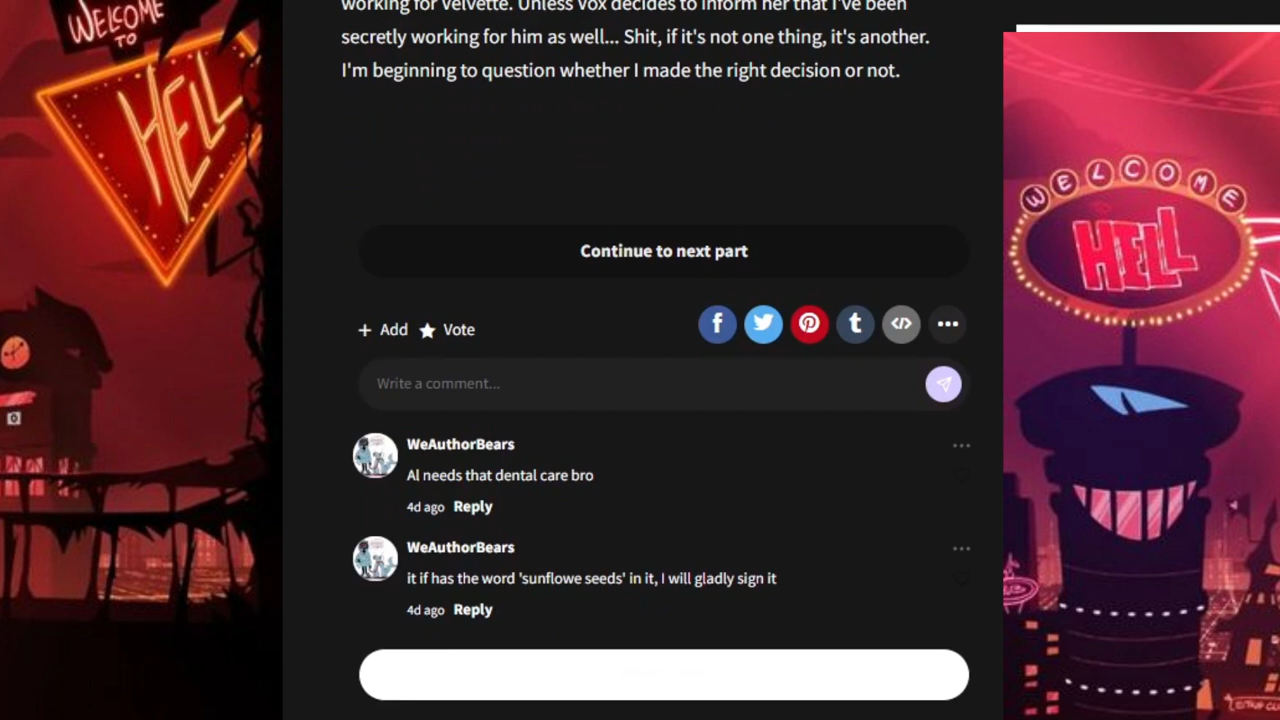 WELCOME
TO
HELL
working for Velvette. Unless Vox decides to inform her that I've been
secretly working for him as well... Shit, if it's not one thing, it's another.
I'm beginning to question whether I made the right decision or not.
WELCOME
HELL
Continue to next part
+ Add ★ Vote
Write a comment...
WeAuthorBears
Al needs that dental care bro
4d ago Reply
WeAuthorBears
it if has the word 'sunflowe seeds' in it, I will gladly sign it
4d ago Reply